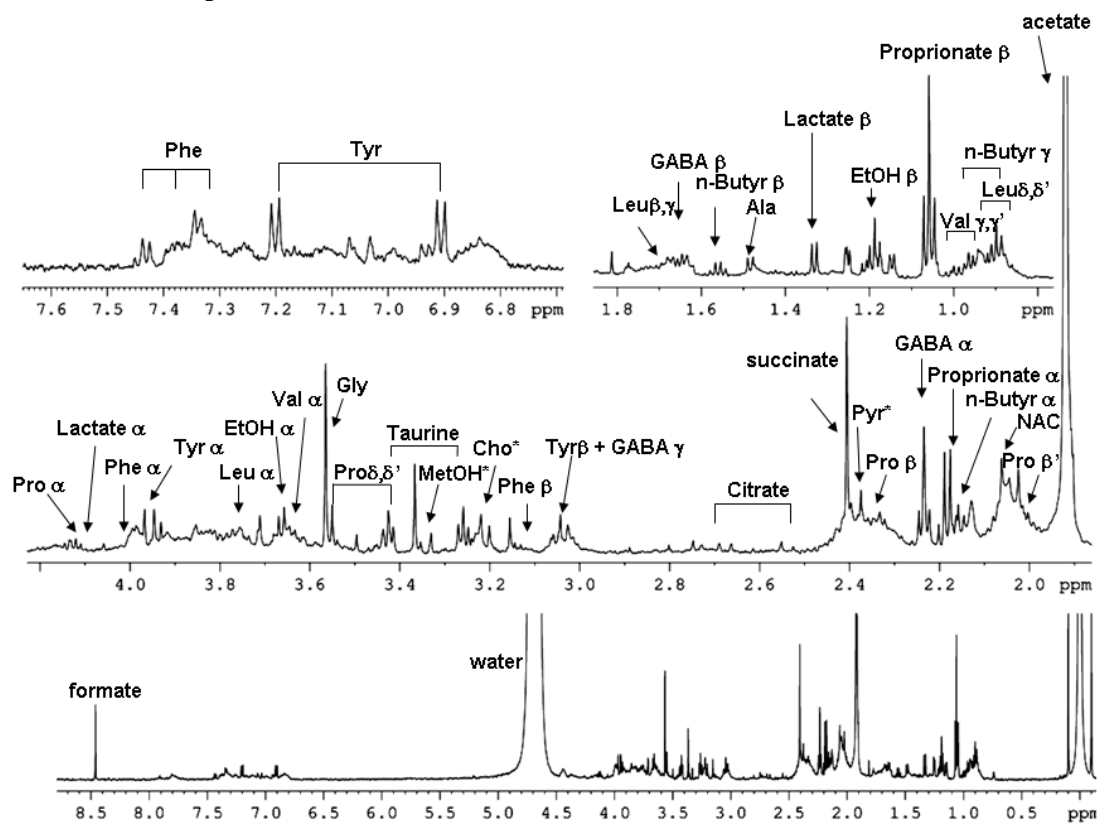 acetate
Proprionate β
Lactate β
n-Butyr γ
Phe
Tyr
GABA β
n-Butyr β
EtOH β
Leuδ,δ'
Leuβ,γ
Ala
Val γ,γ'
7.6 7.5 7.4 7.3 7.2 7.1 7.0 6.9 6.8 ppm
1.8 1.6 1.4 1.2 1.0 ppm
succinate
GABA α
Proprionate α
n-Butyr α
NAC
Pyr*
Pro β
Pro β'
Gly
Val α
EtOH α
Lactate α
Tyr α
Phe α
Leu α
Pro α
Taurine
Proδ,δ'
MetOH*
Cho*
Phe β
Tyrβ + GABA γ
Citrate
4.0 3.8 3.6 3.4 3.2 3.0 2.8 2.6 2.4 2.2 2.0 ppm
water
formate
8.5 8.0 7.5 7.0 6.5 6.0 5.5 5.0 4.5 4.0 3.5 3.0 2.5 2.0 1.5 1.0 0.5 ppm